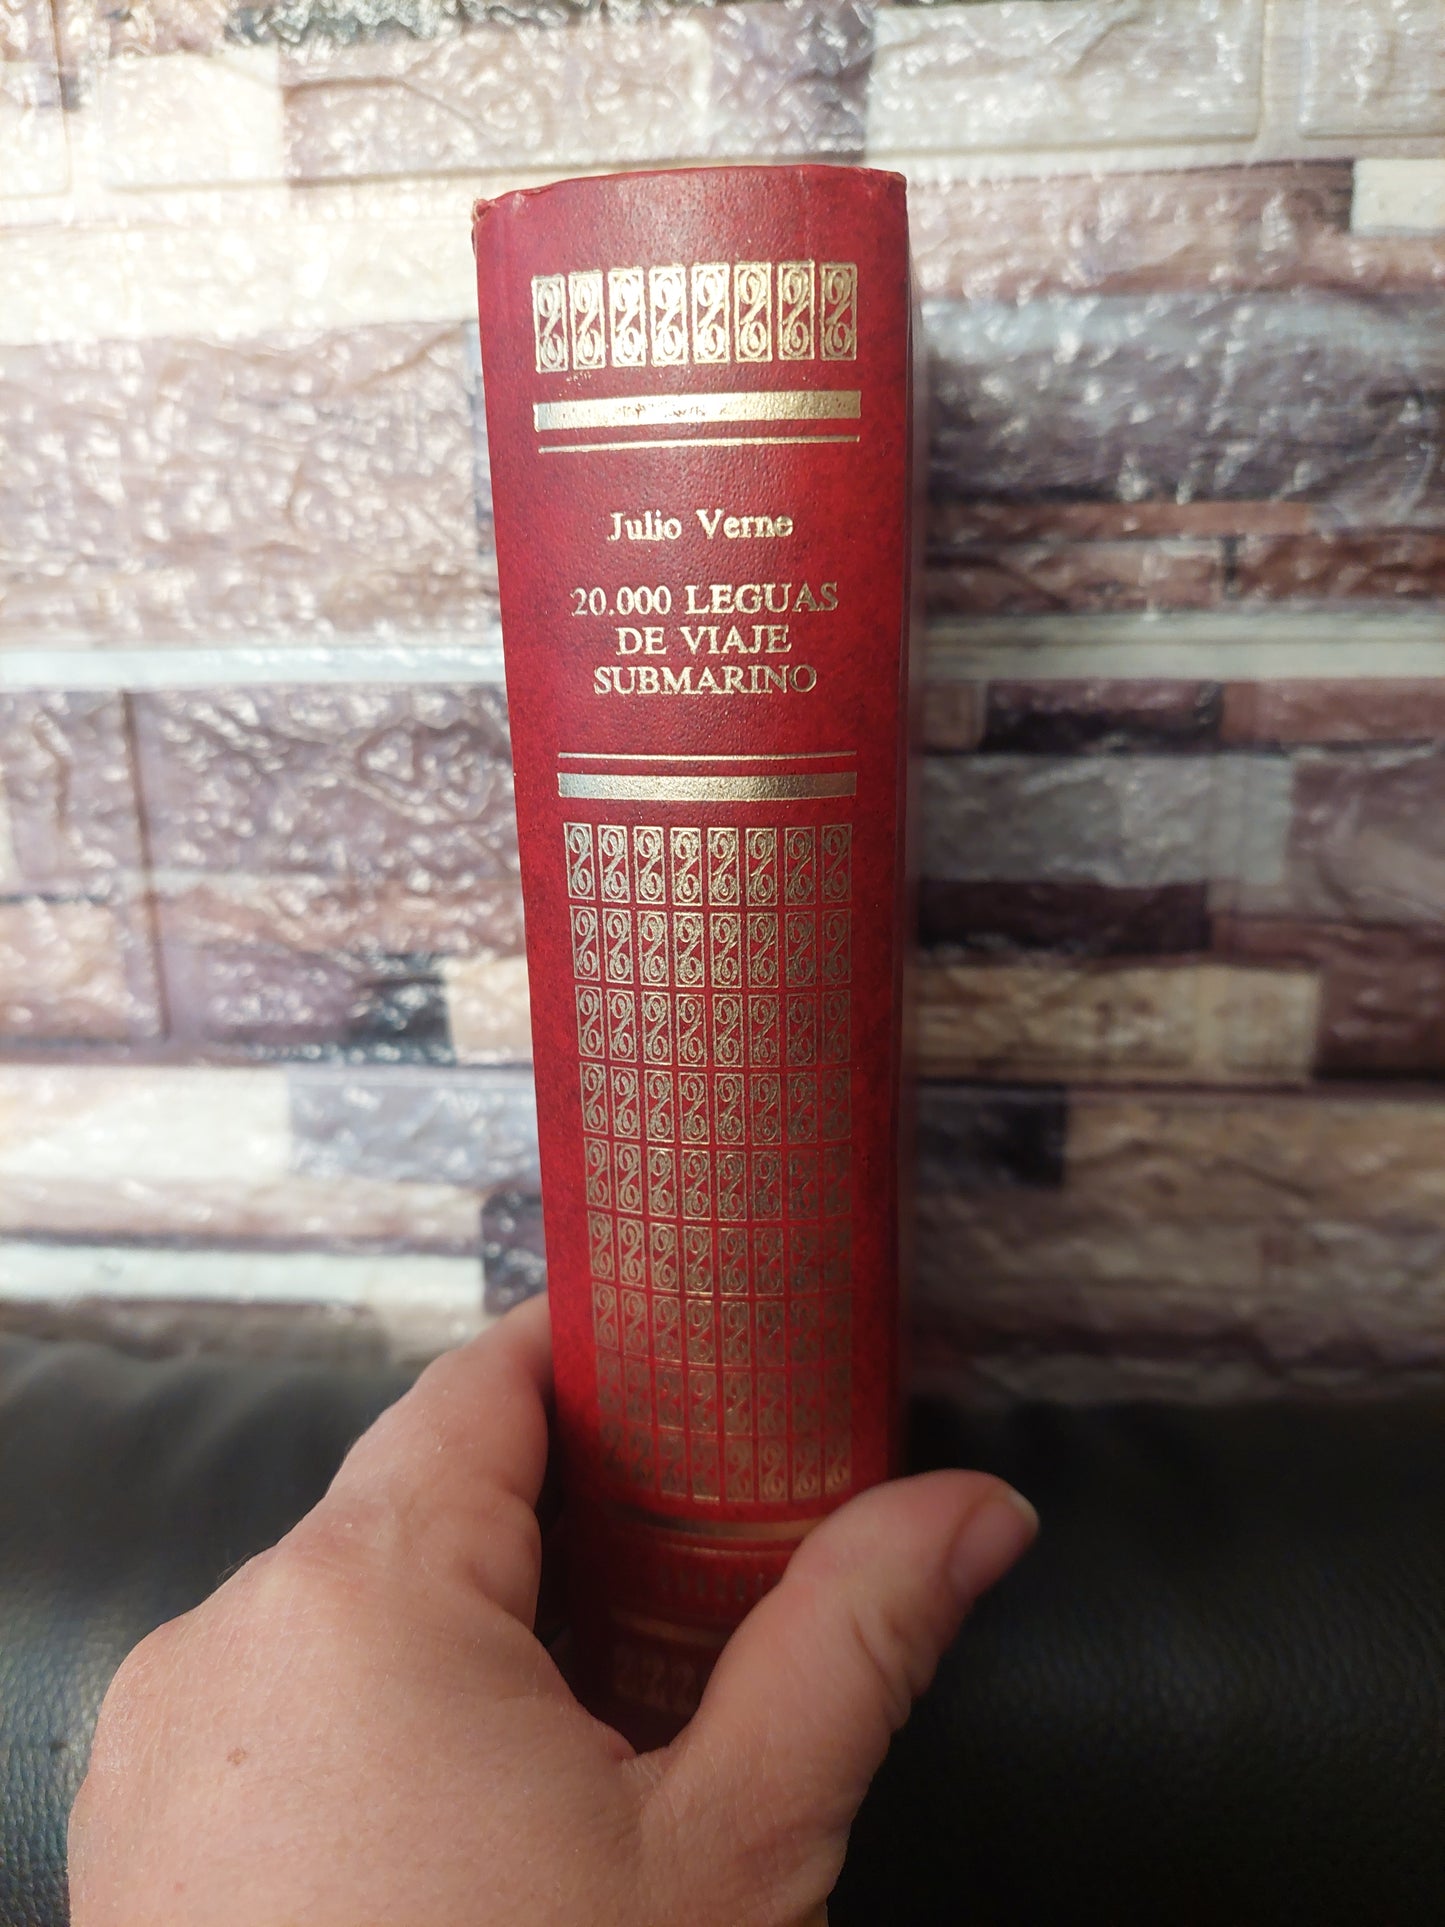 Julio Verne
20.000 LEGUAS
DE VIAJE
SUBMARINO